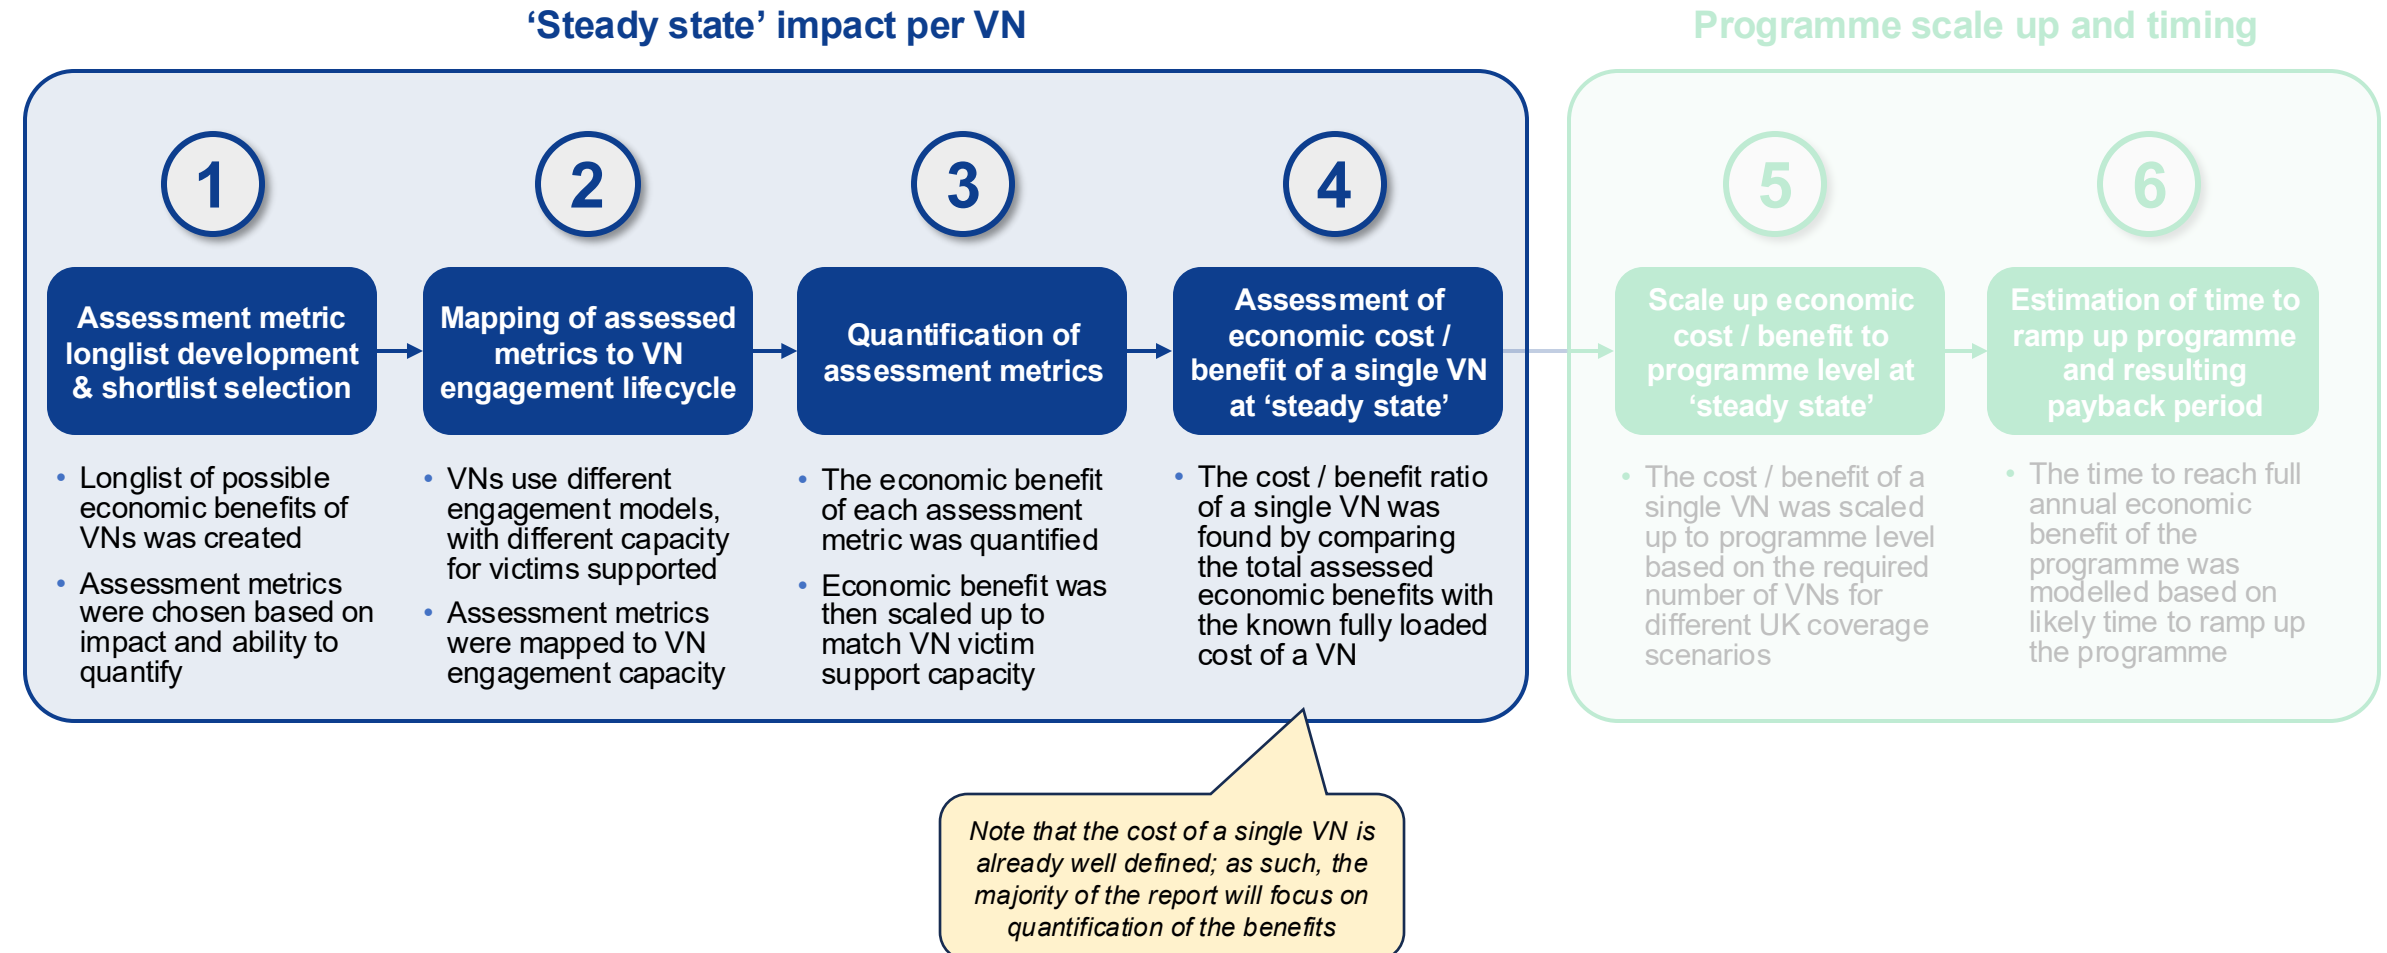 ‘Steady state’ impact per VN
1
Assessment metric
longlist development
& shortlist selection
• Longlist of possible
economic benefits of
VNs was created
• Assessment metrics
were chosen based on
impact and ability to
quantify
2
Mapping of assessed
metrics to VN
engagement lifecycle
• VNs use different
engagement models,
with different capacity
for victims supported
• Assessment metrics
were mapped to VN
engagement capacity
3
Quantification of
assessment metrics
• The economic benefit
of each assessment
metric was quantified
• Economic benefit was
then scaled up to
match VN victim
support capacity
4
Assessment of
economic cost /
benefit of a single VN
at ‘steady state’
• The cost / benefit ratio
of a single VN was
found by comparing
the total assessed
economic benefits with
the known fully loaded
cost of a VN
Note that the cost of a single VN is
already well defined; as such, the
majority of the report will focus on
quantification of the benefits
Programme scale up and timing
5
Scale up economic
cost / benefit to
programme level at
‘steady state’
• The cost / benefit of a
single VN was scaled
up to programme level
based on the required
number of VNs for
different UK coverage
scenarios
6
Estimation of time to
ramp up programme
and resulting
payback period
• The time to reach full
annual economic
benefit of the
programme was
modelled based on
likely time to ramp up
the programme